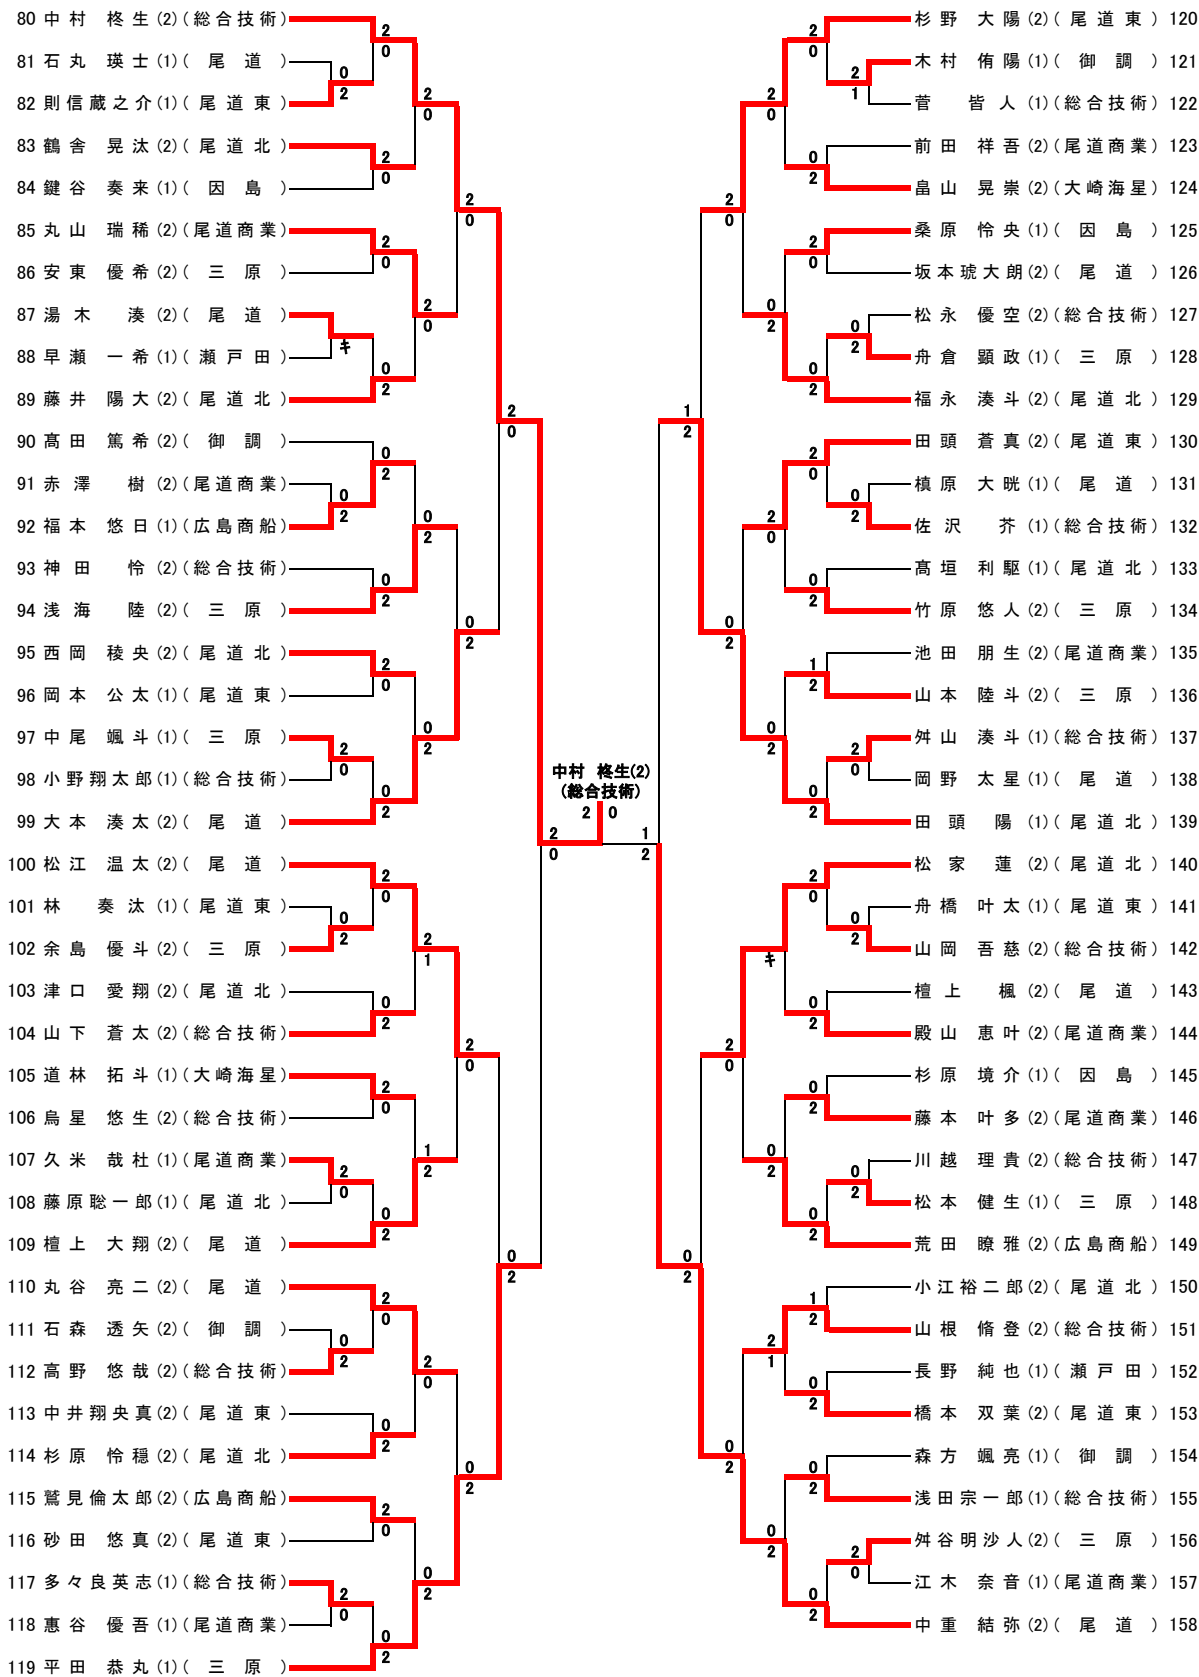 80 中村 柊生 (2) (総合技術)
81 石丸 瑛士 (1) (尾道)
82 則信蔵之介 (1) (尾道東)
83 鶴舎 晃汰 (2) (尾道北)
84 鍵谷 奏来 (1) (因島)
85 丸山 瑞稀 (2) (尾道商業)
86 安東 優希 (2) (三原)
87 湯木 湊 (2) (尾道)
88 早瀬 一希 (1) (瀬戸田)
89 藤井 陽大 (2) (尾道北)
90 髙田 篤希 (2) (御調)
91 赤澤 樹 (2) (尾道商業)
92 福本 悠日 (1) (広島商船)
93 神田 怜 (2) (総合技術)
94 浅海 陸 (2) (三原)
95 西岡 稜央 (2) (尾道北)
96 岡本 公太 (1) (尾道東)
97 中尾 颯斗 (1) (三原)
98 小野翔太郎 (1) (総合技術)
99 大本 湊太 (2) (尾道)
100 松江 温太 (2) (尾道)
101 林 奏汰 (1) (尾道東)
102 余島 優斗 (2) (三原)
103 津口 愛翔 (2) (尾道北)
104 山下 蒼太 (2) (総合技術)
105 道林 拓斗 (1) (大崎海星)
106 烏星 悠生 (2) (総合技術)
107 久米 哉杜 (1) (尾道商業)
108 藤原聡一郎 (1) (尾道北)
109 檀上 大翔 (2) (尾道)
110 丸谷 亮二 (2) (尾道)
111 石森 透矢 (2) (御調)
112 高野 悠哉 (2) (総合技術)
113 中井翔央真 (2) (尾道東)
114 杉原 怜穏 (2) (尾道北)
115 鷲見倫太郎 (2) (広島商船)
116 砂田 悠真 (2) (尾道東)
117 多々良英志 (1) (総合技術)
118 惠谷 優吾 (1) (尾道商業)
119 平田 恭丸 (1) (三原)
中村 柊生(2)
(総合技術)
2 0
杉野 大陽 (2) (尾道東) 120
木村 侑陽 (1) (御調) 121
菅 皆人 (1) (総合技術) 122
前田 祥吾 (2) (尾道商業) 123
畠山 晃崇 (2) (大崎海星) 124
桑原 怜央 (1) (因島) 125
坂本琥大朗 (2) (尾道) 126
松永 優空 (2) (総合技術) 127
舟倉 顕政 (1) (三原) 128
福永 湊斗 (2) (尾道北) 129
田頭 蒼真 (2) (尾道東) 130
槙原 大晄 (1) (尾道) 131
佐沢 芥 (1) (総合技術) 132
髙垣 利駆 (1) (尾道北) 133
竹原 悠人 (2) (三原) 134
池田 朋生 (2) (尾道商業) 135
山本 陸斗 (2) (三原) 136
舛山 湊斗 (1) (総合技術) 137
岡野 太星 (1) (尾道) 138
田頭 陽 (1) (尾道北) 139
松家 蓮 (2) (尾道北) 140
舟橋 叶太 (1) (尾道東) 141
山岡 吾慈 (2) (総合技術) 142
檀上 楓 (2) (尾道) 143
殿山 恵叶 (2) (尾道商業) 144
杉原 境介 (1) (因島) 145
藤本 叶多 (2) (尾道商業) 146
川越 理貴 (2) (総合技術) 147
松本 健生 (1) (三原) 148
荒田 瞭雅 (2) (広島商船) 149
小江裕二郎 (2) (尾道北) 150
山根 脩登 (2) (総合技術) 151
長野 純也 (1) (瀬戸田) 152
橋本 双葉 (2) (尾道東) 153
森方 颯亮 (1) (御調) 154
浅田宗一郎 (1) (総合技術) 155
舛谷明沙人 (2) (三原) 156
江木 奈音 (1) (尾道商業) 157
中重 結弥 (2) (尾道) 158